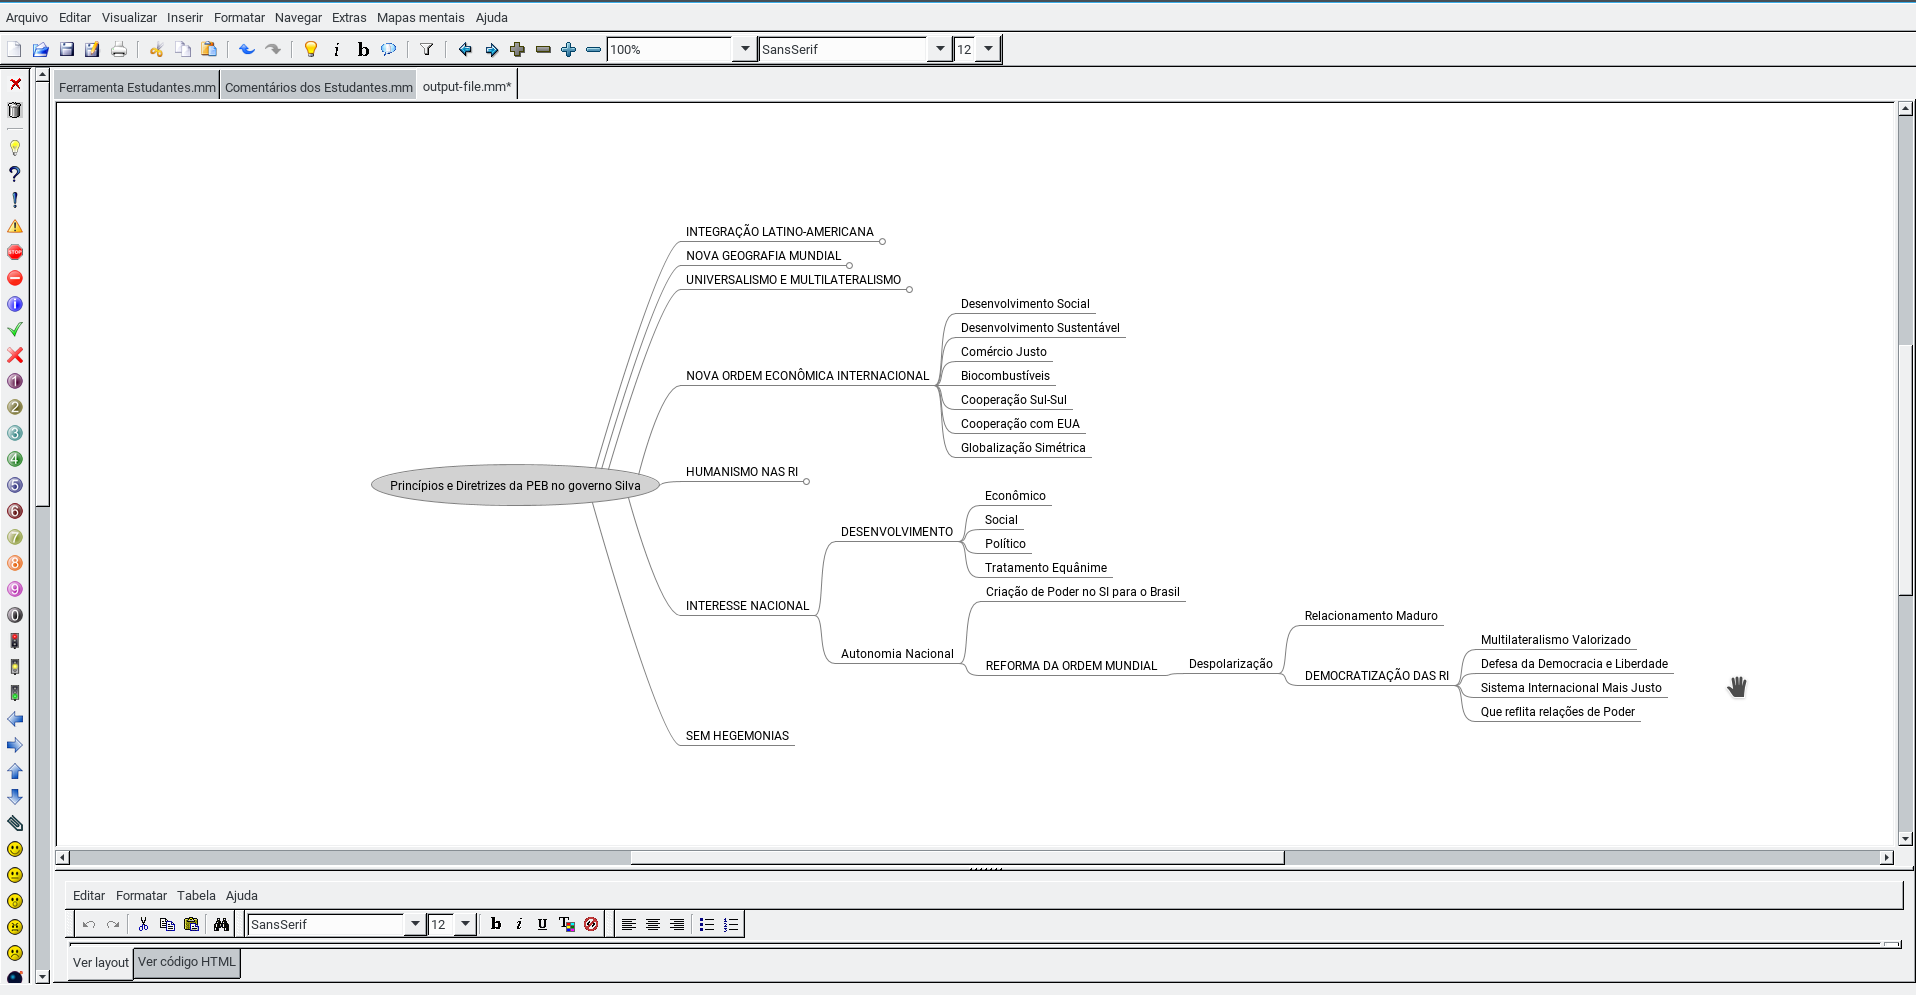 Arquivo Editar Visualizar Inserir Formatar Navegar Extras Mapas mentais Ajuda
100% SansSerif 12
Ferramenta Estudantes.mm Comentários dos Estudantes.mm output-file.mm*
INTEGRAÇÃO LATINO-AMERICANA
NOVA GEOGRAFIA MUNDIAL
UNIVERSALISMO E MULTILATERALISMO
Desenvolvimento Social
Desenvolvimento Sustentável
Comércio Justo
NOVA ORDEM ECONÔMICA INTERNACIONAL
Biocombustíveis
Cooperação Sul-Sul
Cooperação com EUA
Globalização Simétrica
HUMANISMO NAS RI
Princípios e Diretrizes da PEB no governo Silva
Econômico
Social
DESENVOLVIMENTO
Político
Tratamento Equânime
Criação de Poder no SI para o Brasil
INTERESSE NACIONAL
Relacionamento Maduro
Multilateralismo Valorizado
Autonomia Nacional
REFORMA DA ORDEM MUNDIAL
Despolarização
Defesa da Democracia e Liberdade
DEMOCRATIZAÇÃO DAS RI
Sistema Internacional Mais Justo
Que reflita relações de Poder
SEM HEGEMONIAS
Editar Formatar Tabela Ajuda
SansSerif 12
Ver layout Ver código HTML